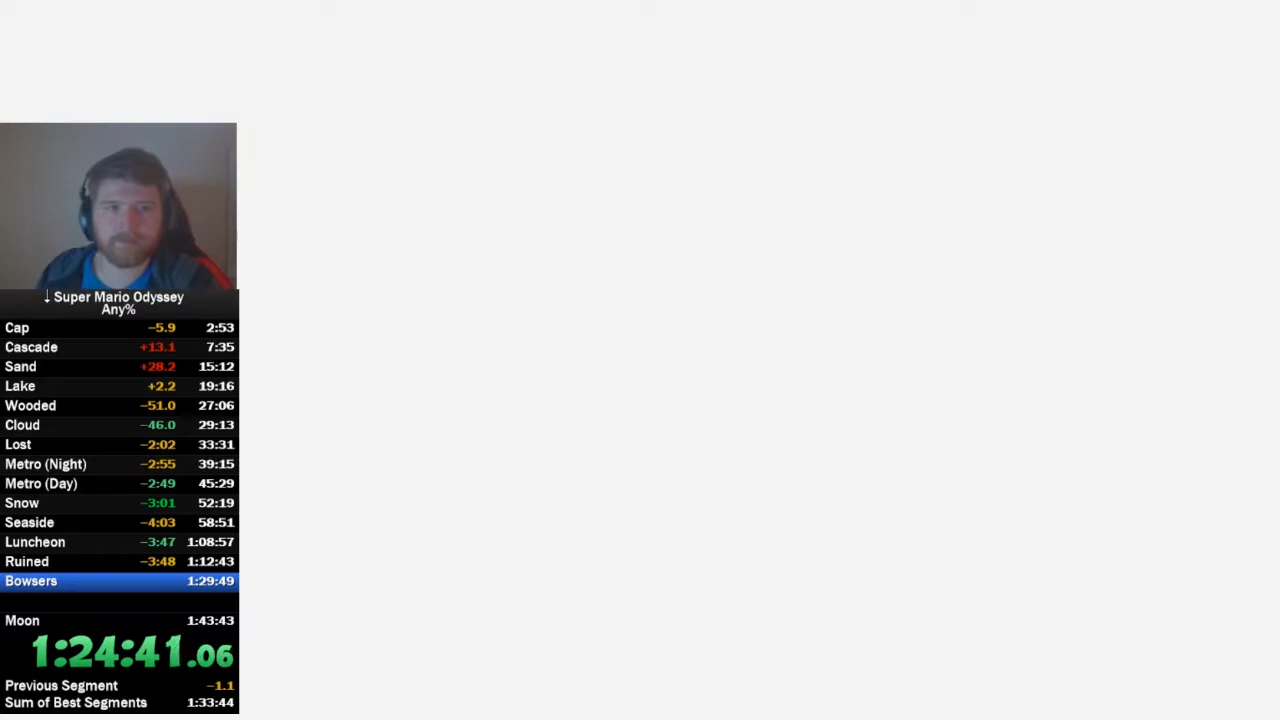 ↓ Super Mario Odyssey
Any%
Cap −5.9 2:53
Cascade +13.1 7:35
Sand +28.2 15:12
Lake +2.2 19:16
Wooded −51.0 27:06
Cloud −46.0 29:13
Lost −2:02 33:31
Metro (Night) −2:55 39:15
Metro (Day) −2:49 45:29
Snow −3:01 52:19
Seaside −4:03 58:51
Luncheon −3:47 1:08:57
Ruined −3:48 1:12:43
Bowsers 1:29:49
Moon 1:43:43
1:24:41.06
Previous Segment −1.1
Sum of Best Segments 1:33:44